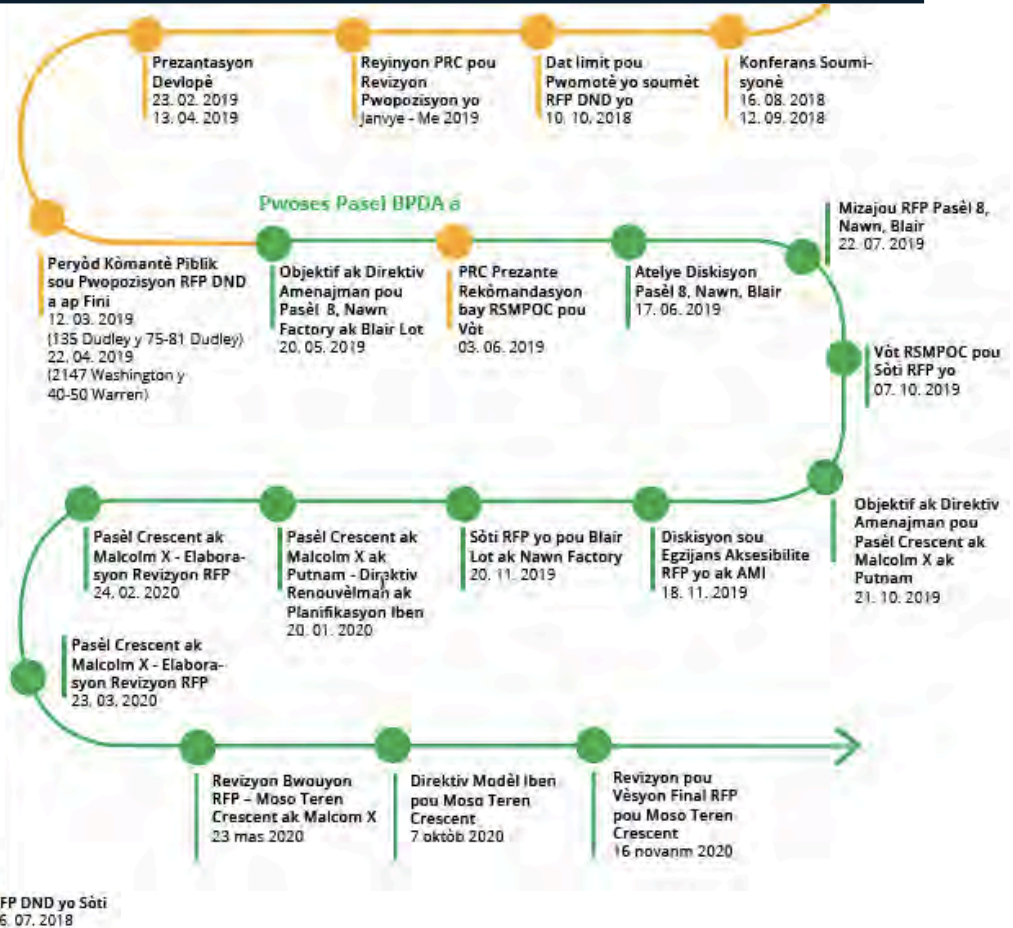 Prezantasyon
Devlopè
23. 02. 2019
13. 04. 2019
Reyinyon PRC pou
Revizyon
Pwopozisyon yo
Janvye - Me 2019
Dat limit pou
Pwomotè yo soumèt
RFP DND yo
10. 10. 2018
Konferans Soumi-
syonè
16. 08. 2018
12. 09. 2018
Pwosès Pasèl BPDA a
Peryòd Kòmantè Piblik
sou Pwopozisyon RFP DND
a ap Fini
12. 03. 2019
(135 Dudley y 75-81 Dudley)
22. 04. 2019
(2147 Washington y
40-50 Warren)
Objektif ak Direktiv
Amenajman pou
Pasèl 8, Nawn
Factory ak Blair Lot
20. 05. 2019
PRC Prezante
Rekòmandasyon
bay RSMPOC pou
Vòt
03. 06. 2019
Atelye Diskisyon
Pasèl 8, Nawn, Blair
17. 06. 2019
Mizajou RFP Pasèl 8,
Nawn, Blair
22. 07. 2019
Vòt RSMPOC pou
Sòti RFP yo
07. 10. 2019
Objektif ak Direktiv
Amenajman pou
Pasèl Crescent ak
Malcolm X ak
Putnam
21. 10. 2019
Diskisyon sou
Egzijans Aksesibilite
RFP yo ak AMI
18. 11. 2019
Sòti RFP yo pou Blair
Lot ak Nawn Factory
20. 11. 2019
Pasèl Crescent ak
Malcolm X ak
Putnam - Direktiv
Renouvèlman ak
Planifikasyon Iben
20. 01. 2020
Pasèl Crescent ak
Malcolm X - Elabora-
syon Revizyon RFP
24. 02. 2020
Pasèl Crescent ak
Malcolm X - Elabora-
syon Revizyon RFP
23. 03. 2020
Revizyon Bwouyon
RFP – Moso Teren
Crescent ak Malcom X
23 mas 2020
Direktiv Modèl Iben
pou Moso Teren
Crescent
7 oktòb 2020
Revizyon pou
Vèsyon Final RFP
pou Moso Teren
Crescent
16 novanm 2020
FP DND yo Sòti
6. 07. 2018